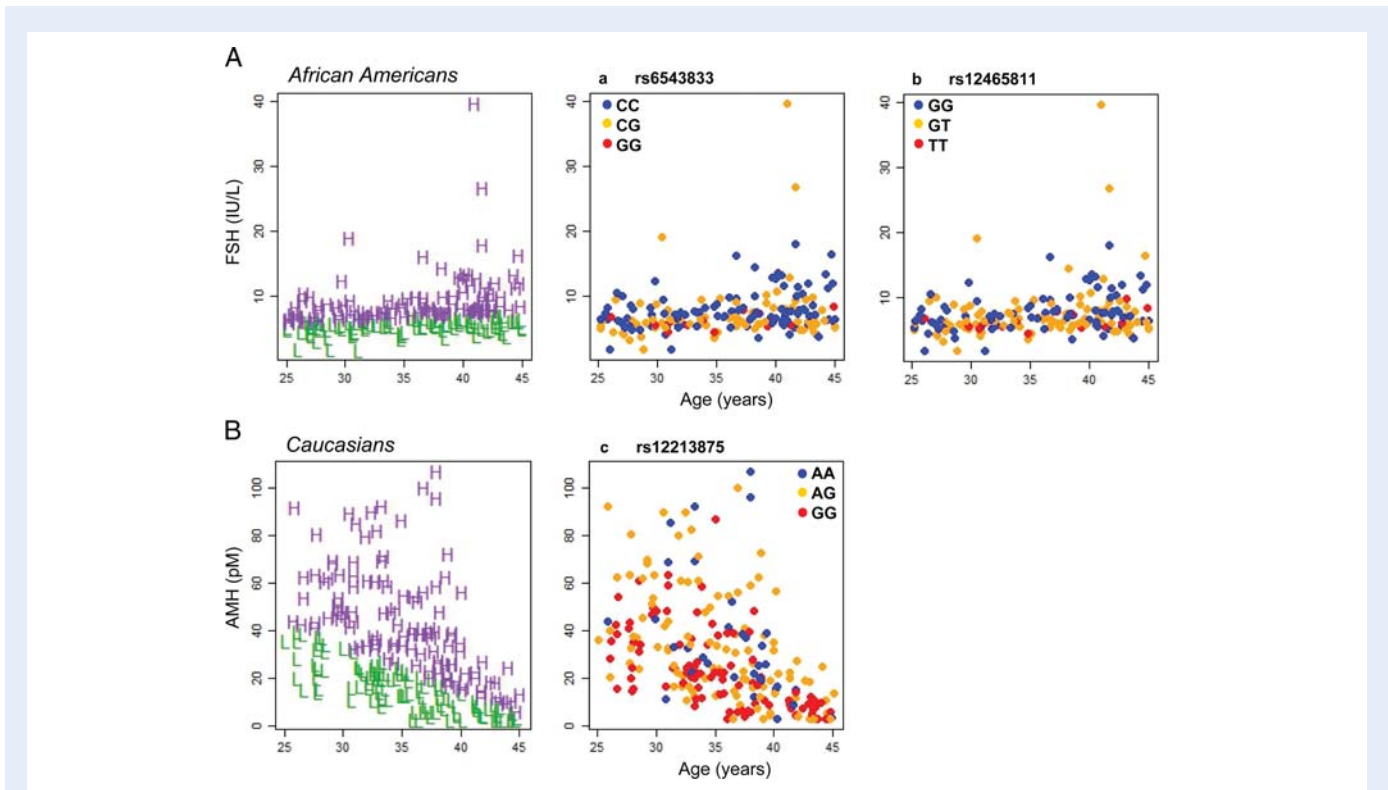 A
African Americans
a rs6543833
b rs12465811
FSH (IU/L)
40
30
20
10
25 30 35 40 45
CC
CG
GG
40
30
20
10
25 30 35 40 45
GG
GT
TT
40
30
20
10
25 30 35 40 45
Age (years)
B
Caucasians
c rs12213875
AMH (pM)
100
80
60
40
20
0
25 30 35 40 45
AA
AG
GG
100
80
60
40
20
0
25 30 35 40 45
Age (years)